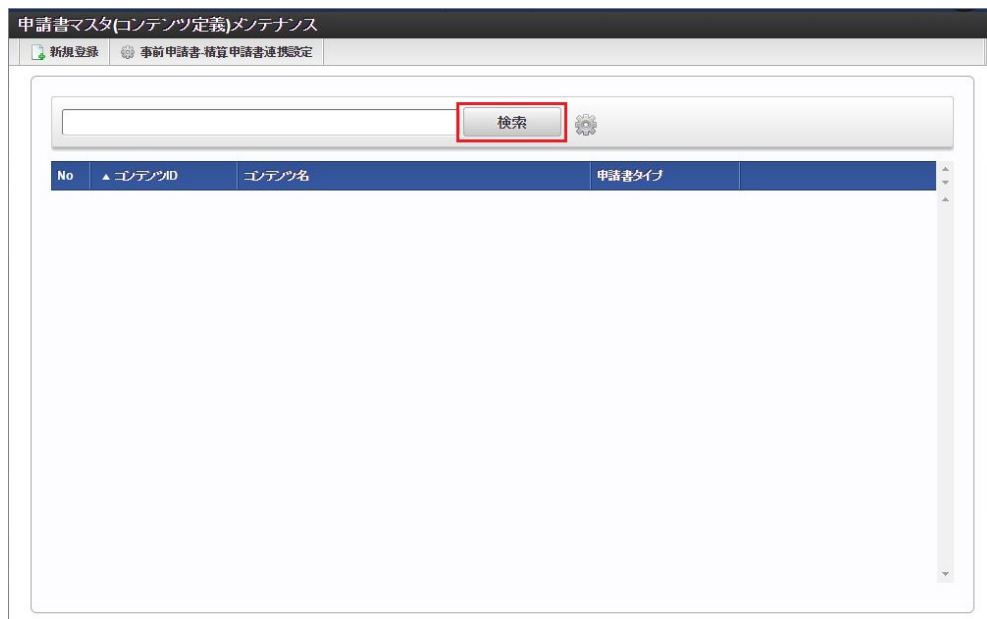 申請書マスタ(コンテンツ定義)メンテナンス
新規登録 事前申請書-精算申請書連携設定
検索
No ▲ コンテンツID コンテンツ名 申請書タイプ